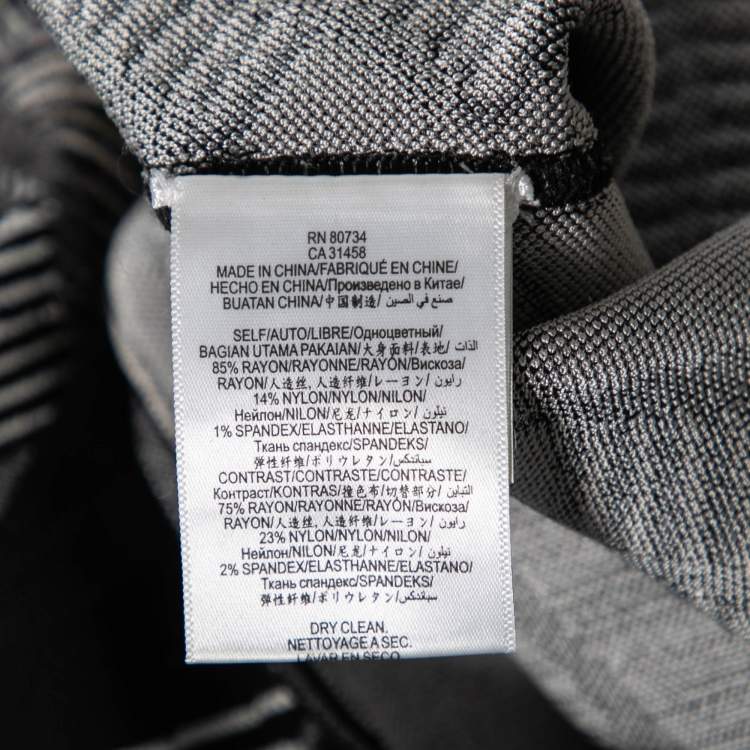 RN 80734
CA 31458
MADE IN CHINA/FABRIQUÉ EN CHINE/
HECHO EN CHINA/Произведено в Китае/
BUATAN CHINA/中国制造/ صنع في الصين
SELF/AUTO/LIBRE/Одноцветный/
BAGIAN UTAMA PAKAIAN/大身面料/表地/ الذات
85% RAYON/RAYONNE/RAYÓN/Вискоза/
RAYON/人造丝, 人造纤维/レーヨン/ رايون
14% NYLON/NYLON/NILON/
Нейлон/NILON/尼龙/ナイロン/ نيلون
1% SPANDEX/ELASTHANNE/ELASTANO/
Ткань спандекс/SPANDEKS/
弹性纤维/ポリウレタン/ سباندكس
CONTRAST/CONTRASTE/CONTRASTE/
Контраст/KONTRAS/撞色布/切替部分/ التباين
75% RAYON/RAYONNE/RAYÓN/Вискоза/
RAYON/人造丝, 人造纤维/レーヨン/ رايون
23% NYLON/NYLON/NILON/
Нейлон/NILON/尼龙/ナイロン/ نيلون
2% SPANDEX/ELASTHANNE/ELASTANO/
Ткань спандекс/SPANDEKS/
弹性纤维/ポリウレタン/ سباندكس
DRY CLEAN.
NETTOYAGE A SEC.
LAVAR EN SECO